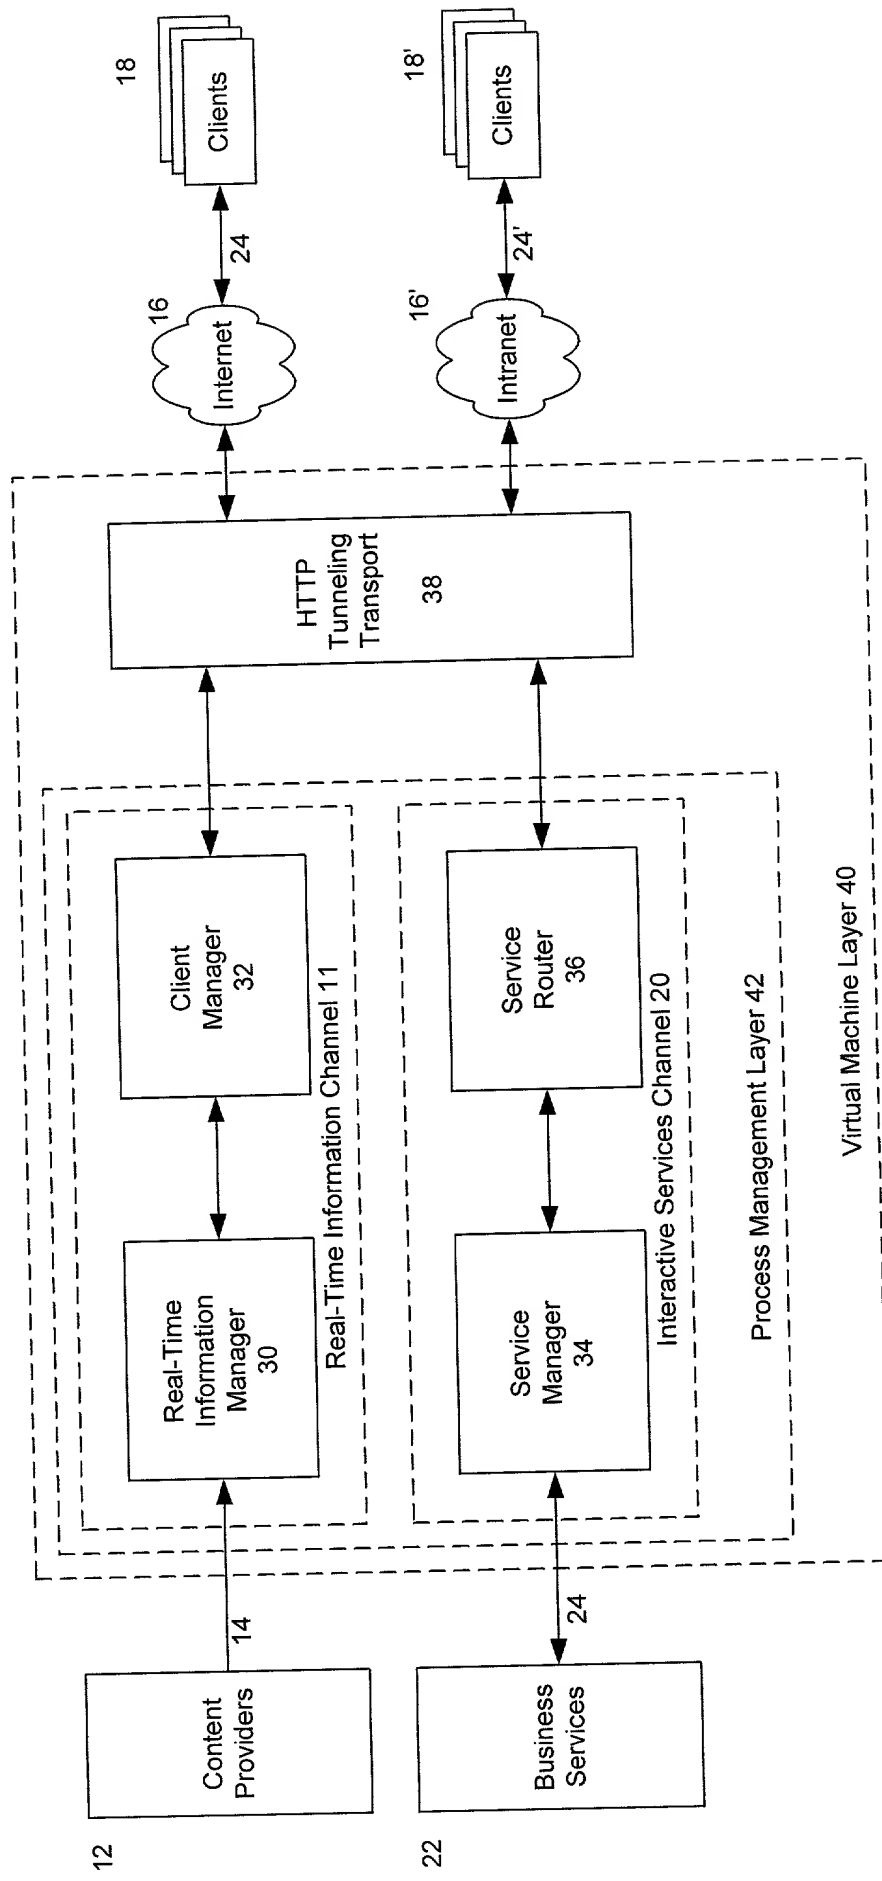 12
Content
Providers
14
Real-Time
Information
Manager
30
Client
Manager
32
Real-Time Information Channel 11
22
Business
Services
24
Service
Manager
34
Service
Router
36
Interactive Services Channel 20
Process Management Layer 42
Virtual Machine Layer 40
HTTP
Tunneling
Transport
38
Internet
16
24
Clients
18
Intranet
16'
24'
Clients
18'